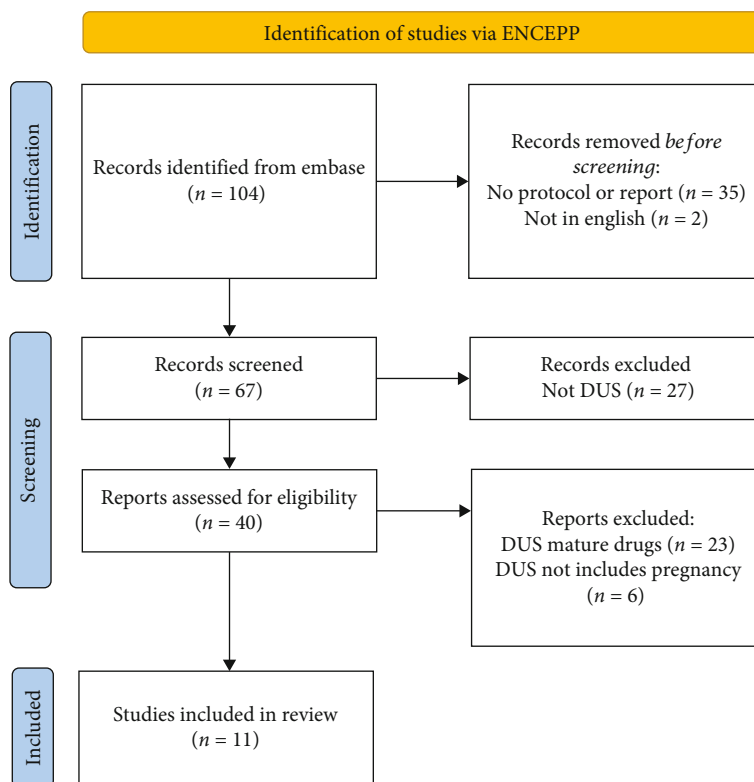 Identification of studies via ENCEPP
Identification
Records identified from embase
(n = 104)
Records removed before
screening:
No protocol or report (n = 35)
Not in english (n = 2)
Screening
Records screened
(n = 67)
Records excluded
Not DUS (n = 27)
Reports assessed for eligibility
(n = 40)
Reports excluded:
DUS mature drugs (n = 23)
DUS not includes pregnancy
(n = 6)
Included
Studies included in review
(n = 11)